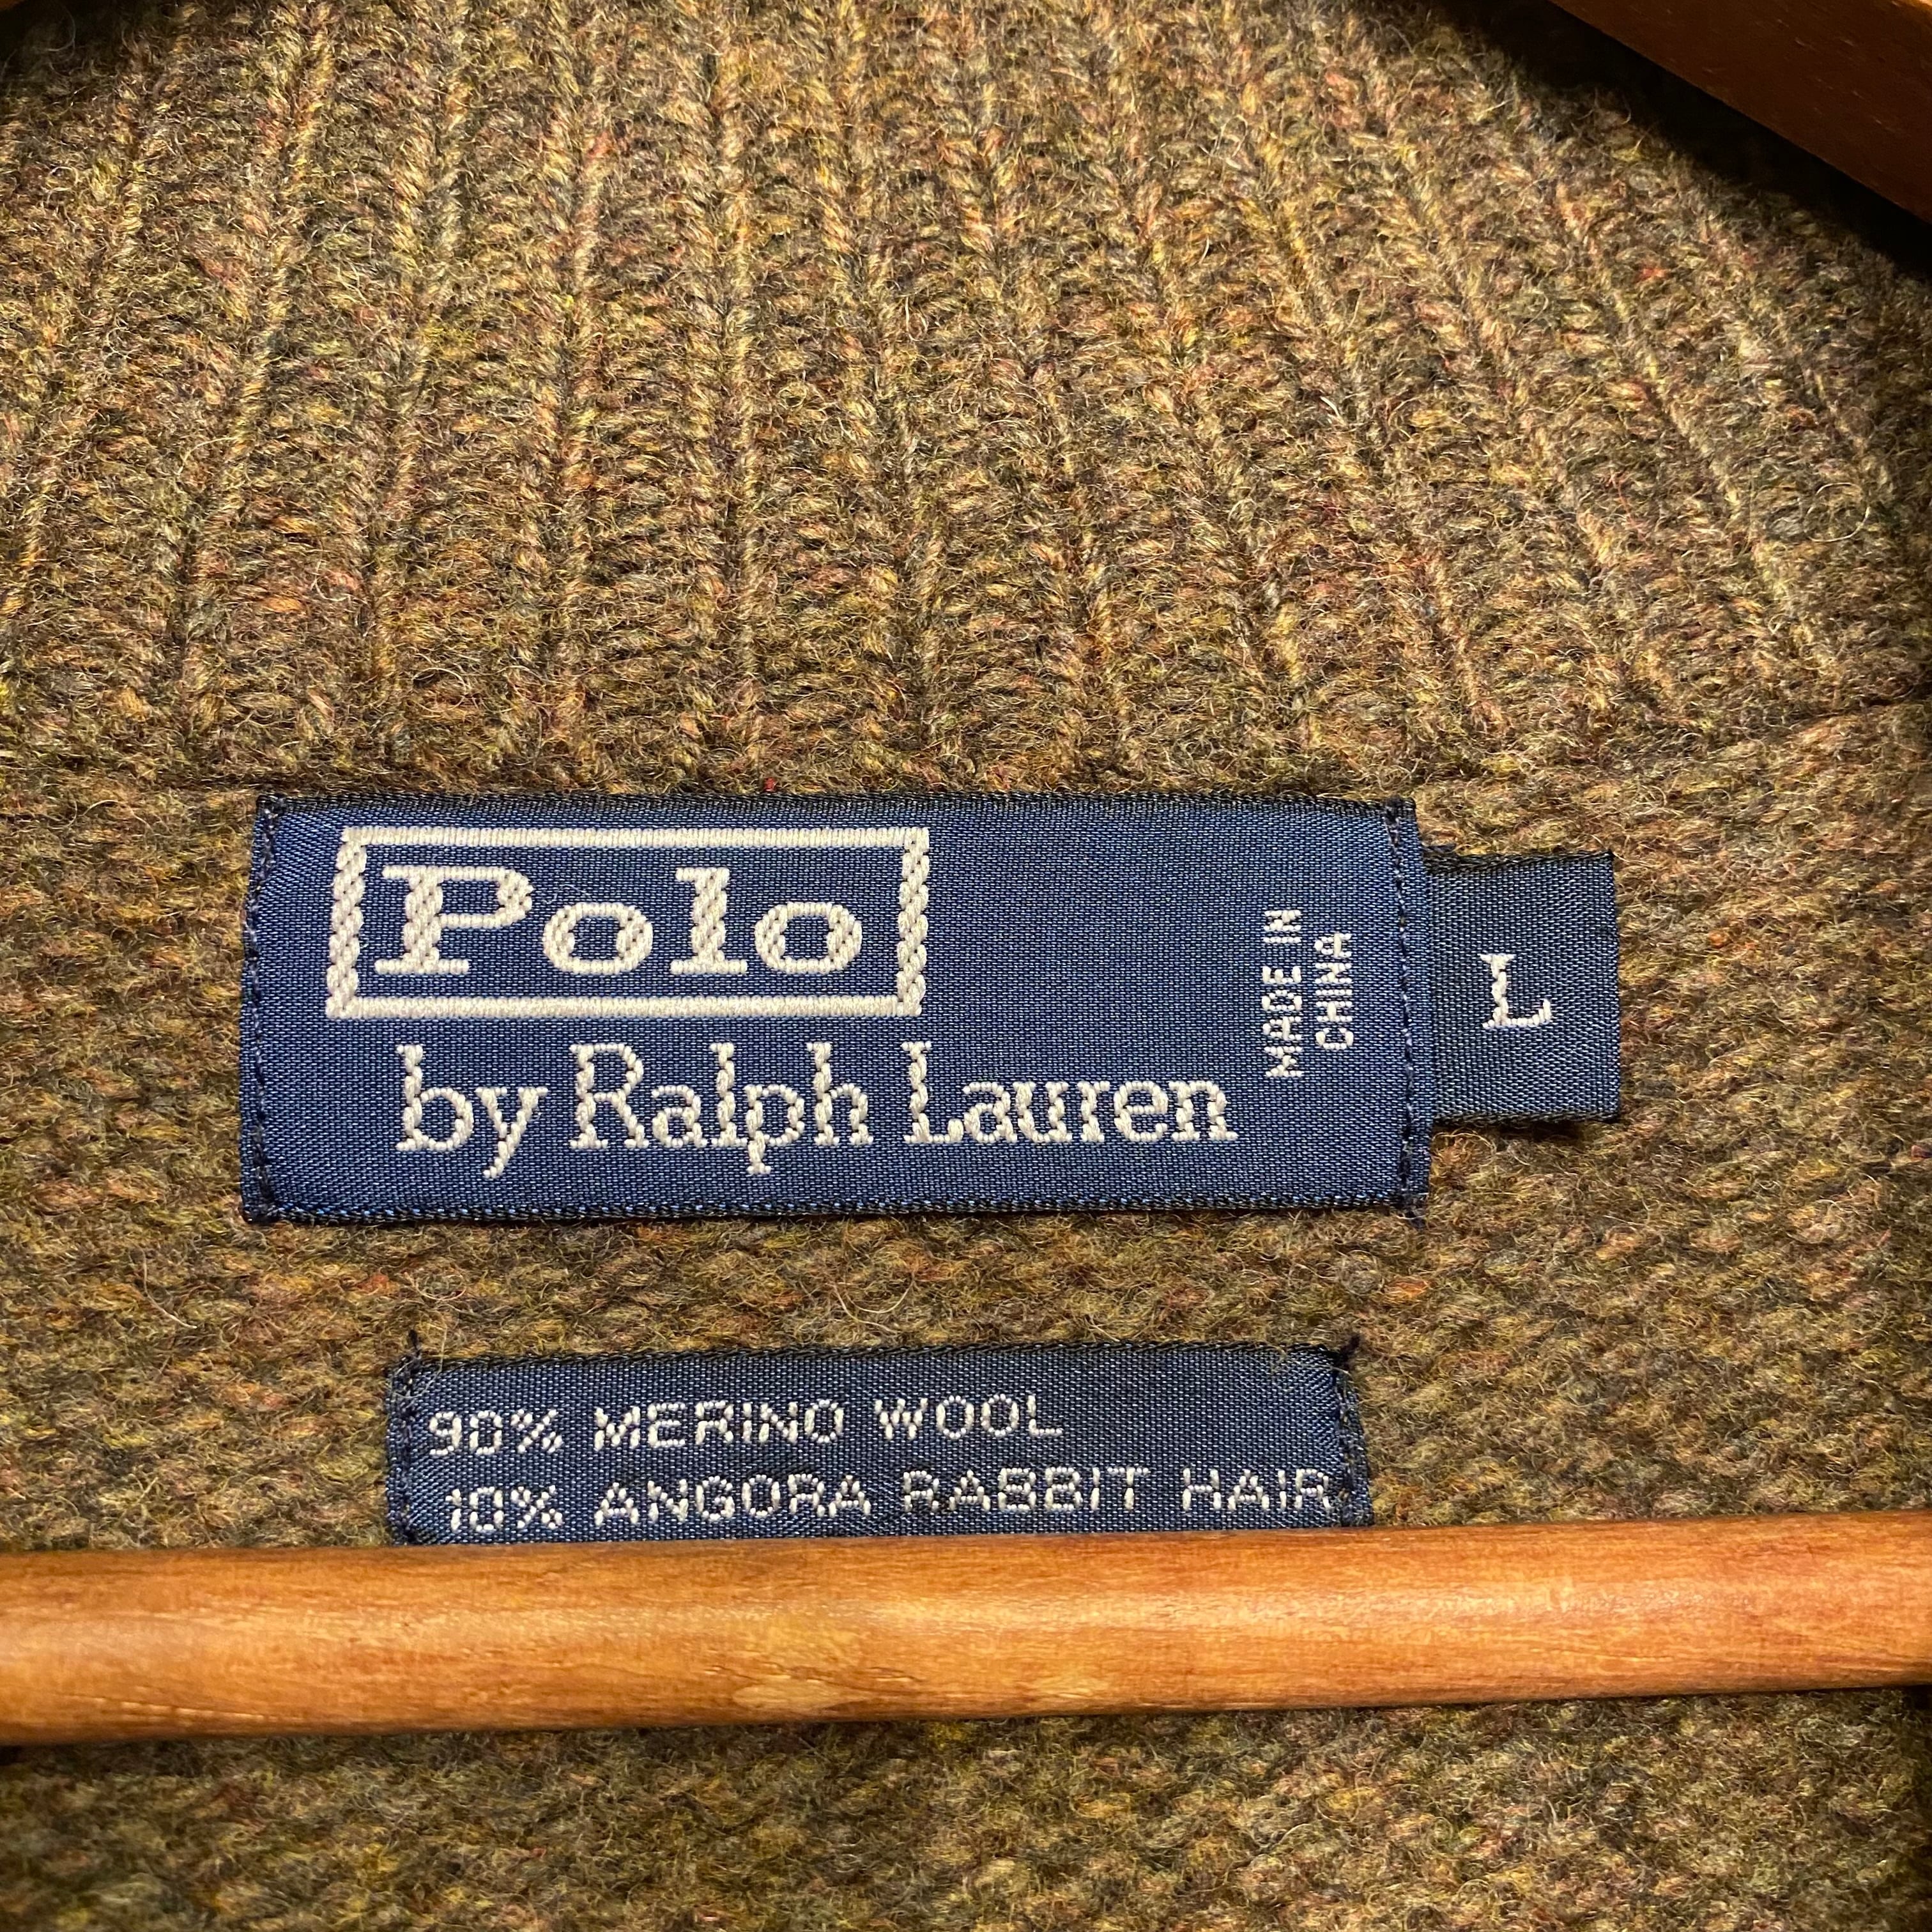 Polo
by Ralph Lauren
MADE IN
CHINA
L
90% MERINO WOOL
10% ANGORA RABBIT HAIR